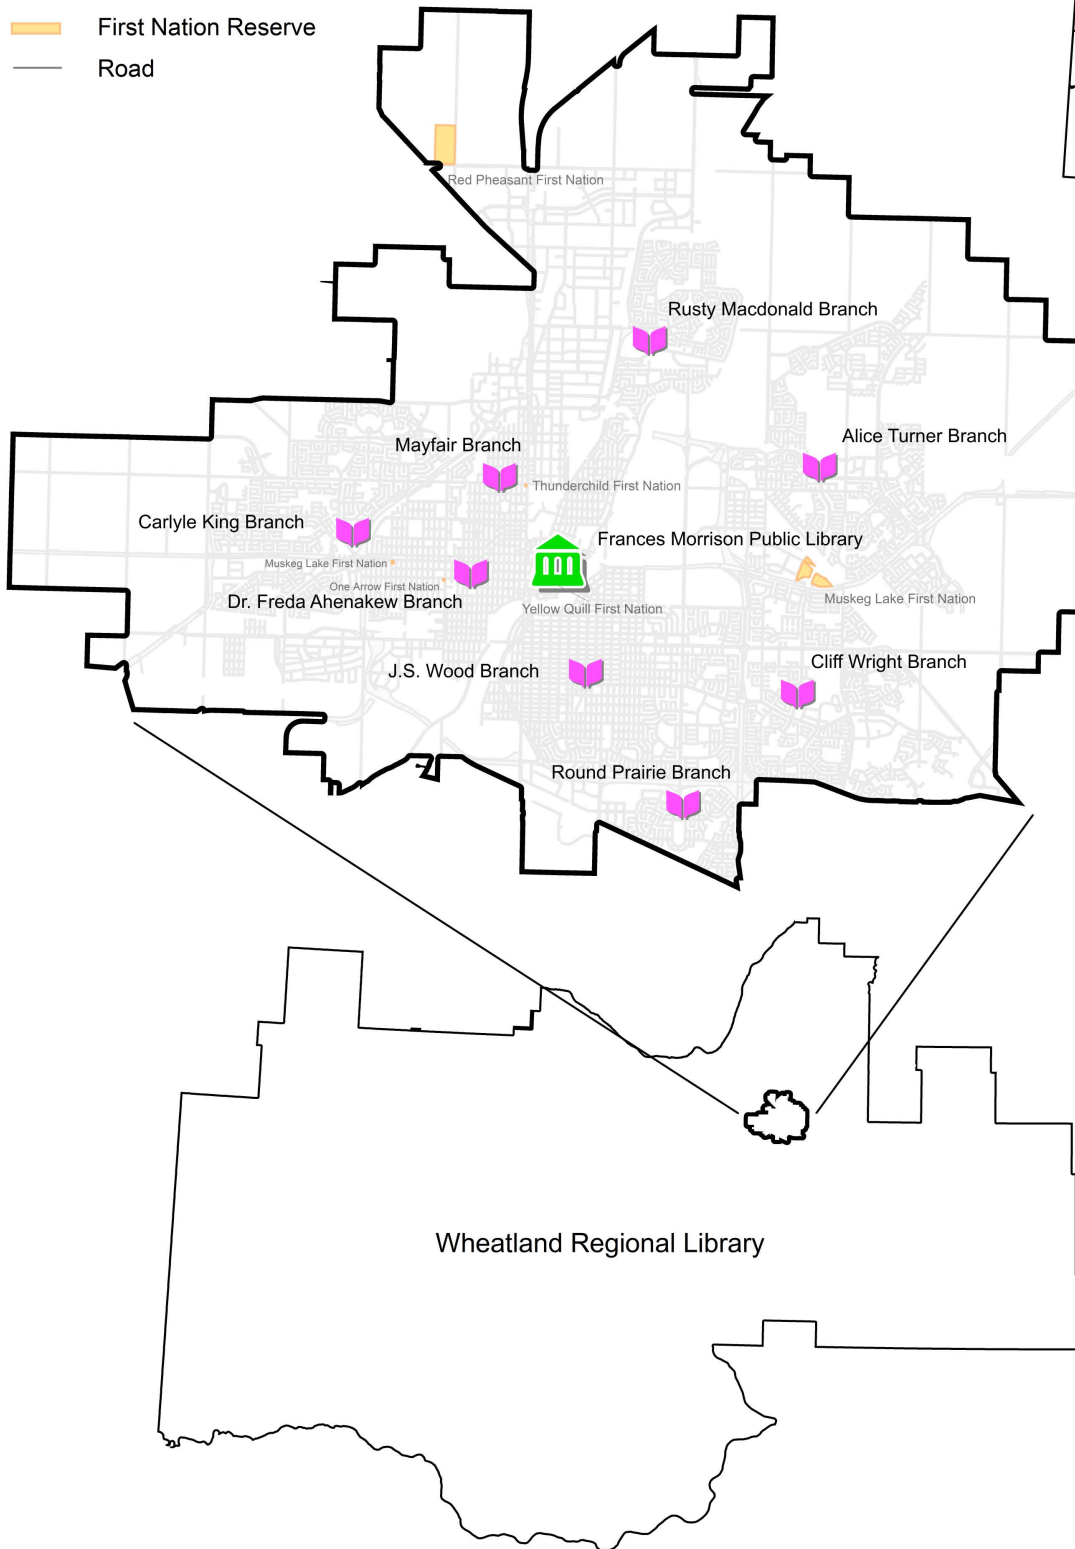 First Nation Reserve
Road
Red Pheasant First Nation
Rusty Macdonald Branch
Alice Turner Branch
Mayfair Branch
Thunderchild First Nation
Carlyle King Branch
Frances Morrison Public Library
Muskeg Lake First Nation
One Arrow First Nation
Dr. Freda Ahenakew Branch
Muskeg Lake First Nation
Yellow Quill First Nation
J.S. Wood Branch
Cliff Wright Branch
Round Prairie Branch
Wheatland Regional Library